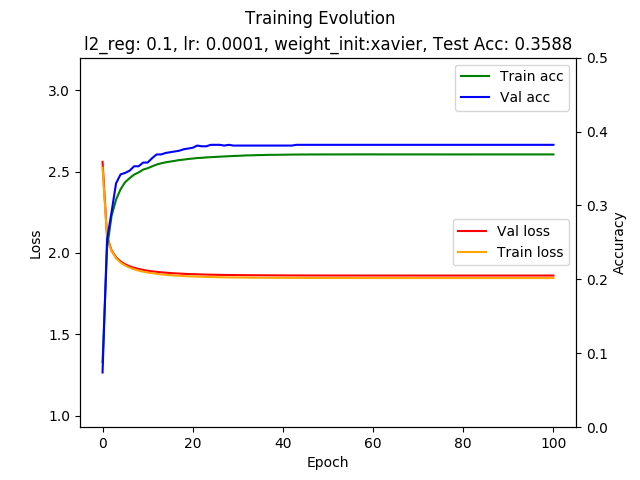 Training Evolution
l2_reg: 0.1, lr: 0.0001, weight_init:xavier, Test Acc: 0.3588
Train acc
Val acc
Val loss
Train loss
Loss
3.0
2.5
2.0
1.5
1.0
0.5
0.4
0.3
0.2
0.1
0.0
Accuracy
0 20 40 60 80 100
Epoch